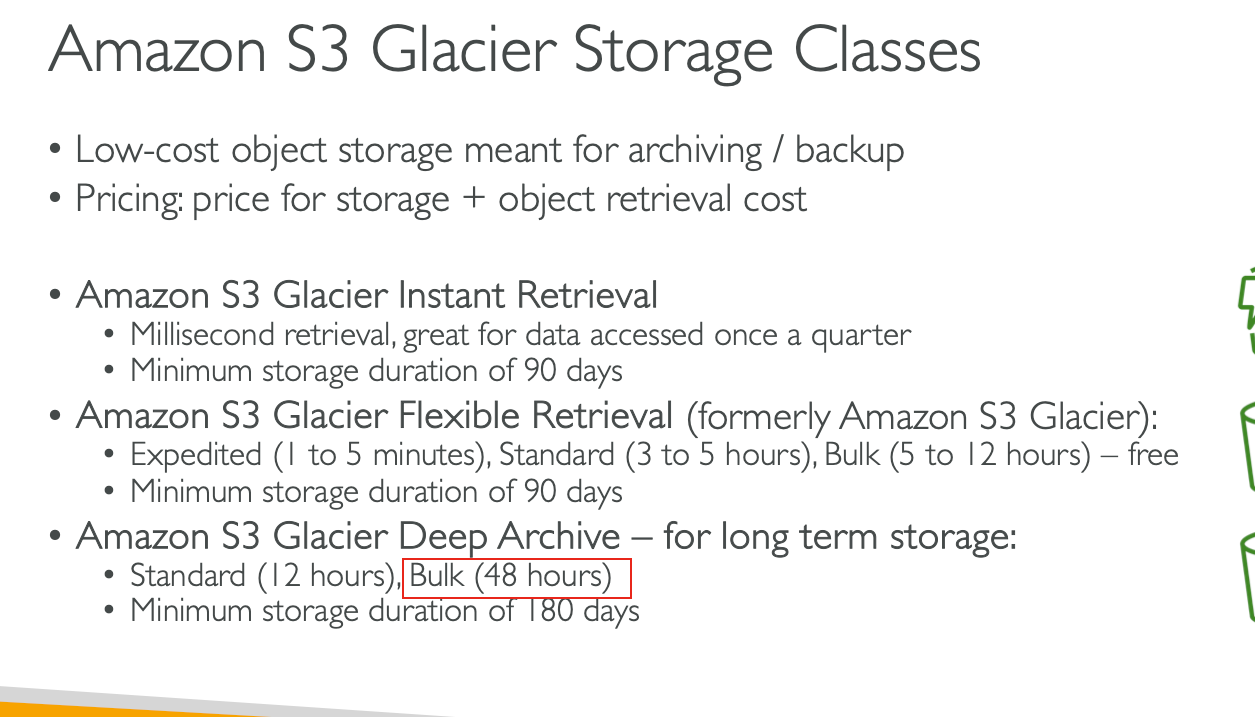 Amazon S3 Glacier Storage Classes
• Low-cost object storage meant for archiving / backup
• Pricing: price for storage + object retrieval cost
• Amazon S3 Glacier Instant Retrieval
• Millisecond retrieval, great for data accessed once a quarter
• Minimum storage duration of 90 days
• Amazon S3 Glacier Flexible Retrieval (formerly Amazon S3 Glacier):
• Expedited (1 to 5 minutes), Standard (3 to 5 hours), Bulk (5 to 12 hours) – free
• Minimum storage duration of 90 days
• Amazon S3 Glacier Deep Archive – for long term storage:
• Standard (12 hours), Bulk (48 hours)
• Minimum storage duration of 180 days